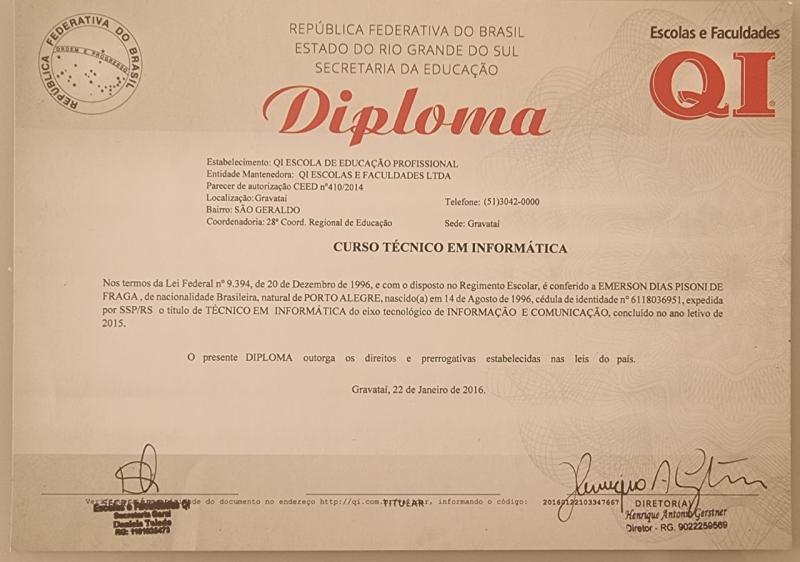 REPÚBLICA FEDERATIVA DO BRASIL
ORDEM E PROGRESSO
REPÚBLICA FEDERATIVA DO BRASIL
ESTADO DO RIO GRANDE DO SUL
SECRETARIA DA EDUCAÇÃO
Escolas e Faculdades
QI
Diploma
Estabelecimento: QI ESCOLA DE EDUCAÇÃO PROFISSIONAL
Entidade Mantenedora: QI ESCOLAS E FACULDADES LTDA
Parecer de autorização CEED nº410/2014
Localização: Gravataí Telefone: (51)3042-0000
Bairro: SÃO GERALDO
Coordenadoria: 28ª Coord. Regional de Educação Sede: Gravataí
CURSO TÉCNICO EM INFORMÁTICA
Nos termos da Lei Federal nº 9.394, de 20 de Dezembro de 1996, e com o disposto no Regimento Escolar, é conferido a EMERSON DIAS PISONI DE
FRAGA , de nacionalidade Brasileira, natural de PORTO ALEGRE, nascido(a) em 14 de Agosto de 1996, cédula de identidade nº 6118036951, expedida
por SSP/RS o título de TÉCNICO EM INFORMÁTICA do eixo tecnológico de INFORMAÇÃO E COMUNICAÇÃO, concluído no ano letivo de
2015.
O presente DIPLOMA outorga os direitos e prerrogativas estabelecidas nas leis do país.
Gravataí, 22 de Janeiro de 2016.
do documento no endereço http://qi.com. informando o código: 20160122103347667
TITULAR
DIRETOR(A)
Escolas e Faculdades QI
Secretaria Geral
Daniela Toledo
Henrique Antonio Gerstner
Diretor - RG. 9022259569